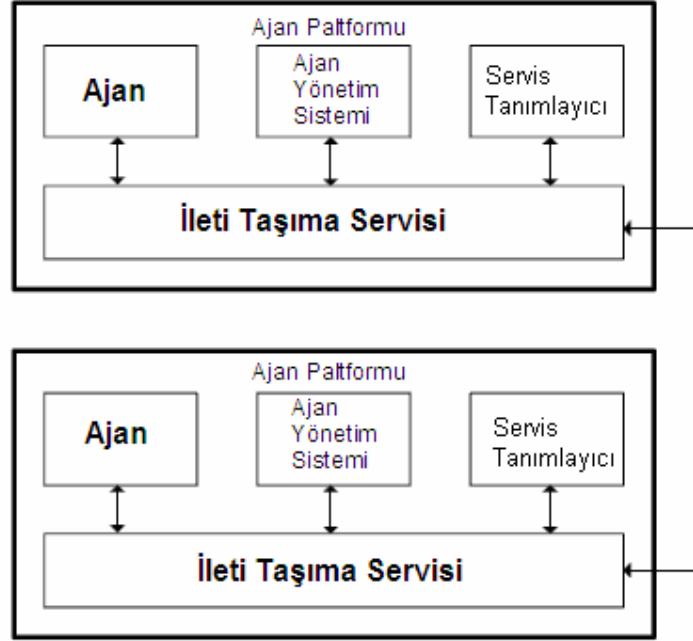 Ajan Paltformu
Ajan
Ajan
Yönetim
Sistemi
Servis
Tanımlayıcı
İleti Taşıma Servisi
Ajan Paltformu
Ajan
Ajan
Yönetim
Sistemi
Servis
Tanımlayıcı
İleti Taşıma Servisi